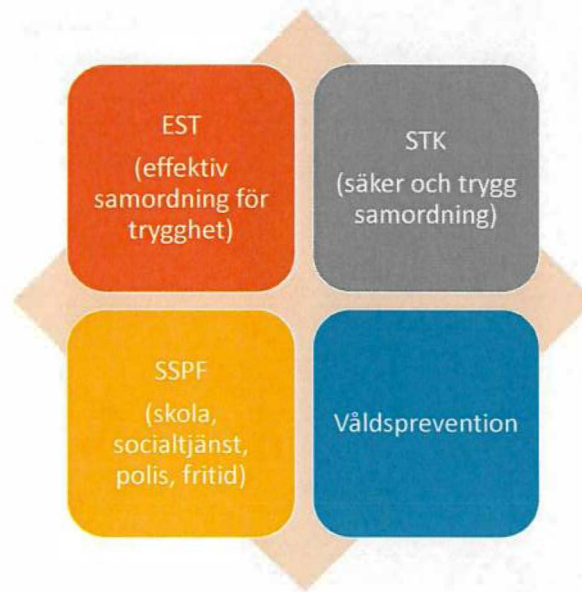 EST
(effektiv
samordning för
trygghet)
STK
(säker och trygg
samordning)
SSPF
(skola,
socialtjänst,
polis, fritid)
Våldsprevention